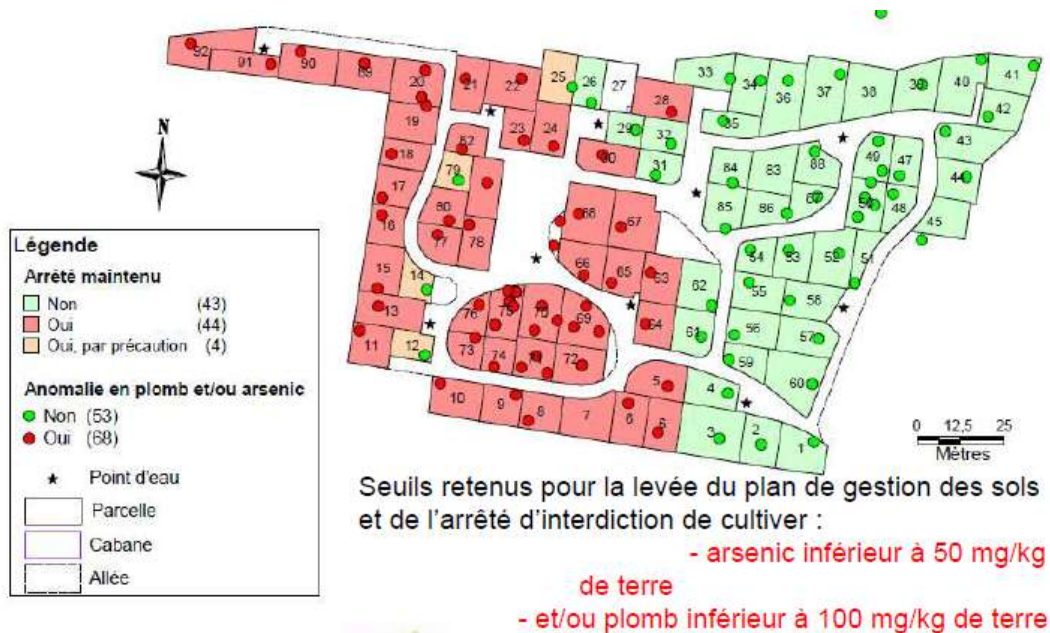 92 91 90 89 20 21 22 25 26 27 28 33 34 36 37 38 39 40 41
19 23 24 29 32 35 42
18 62 30 31 84 83 88 49 47 43
17 79 44
16 80 68 67 85 86 67 50 48 45
77 78
15 14 66 65 63 62 54 53 52 51
13 76 75 70 69 64 61 55 58
11 12 73 74 71 72 56 57
5 4 59 60
10 9 8 7 6 6 3 2 1
N
Légende
Arrêté maintenu
Non (43)
Oui (44)
Oui, par précaution (4)
Anomalie en plomb et/ou arsenic
Non (53)
Oui (68)
Point d'eau
Parcelle
Cabane
Allée
0 12,5 25
Mètres
Seuils retenus pour la levée du plan de gestion des sols
et de l'arrêté d'interdiction de cultiver :
- arsenic inférieur à 50 mg/kg
de terre
- et/ou plomb inférieur à 100 mg/kg de terre